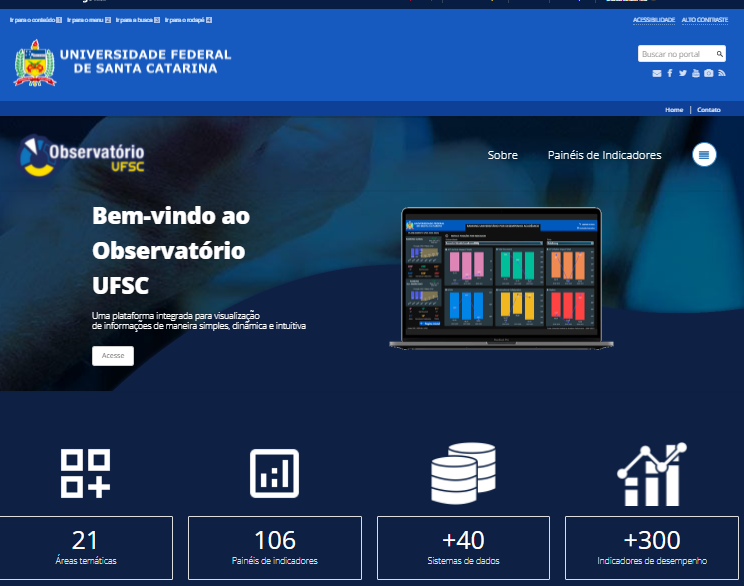 Ir para o conteúdo 1 Ir para o menu 2 Ir para a busca 3 Ir para o rodapé 4
ACESSIBILIDADE ALTO CONTRASTE
UNIVERSIDADE FEDERAL
DE SANTA CATARINA
Buscar no portal
Home | Contato
Observatório
UFSC
Sobre
Painéis de Indicadores
Bem-vindo ao
Observatório
UFSC
Uma plataforma integrada para visualização
de informações de maneira simples, dinâmica e intuitiva
Acesse
21
Áreas temáticas
106
Painéis de indicadores
+40
Sistemas de dados
+300
Indicadores de desempenho